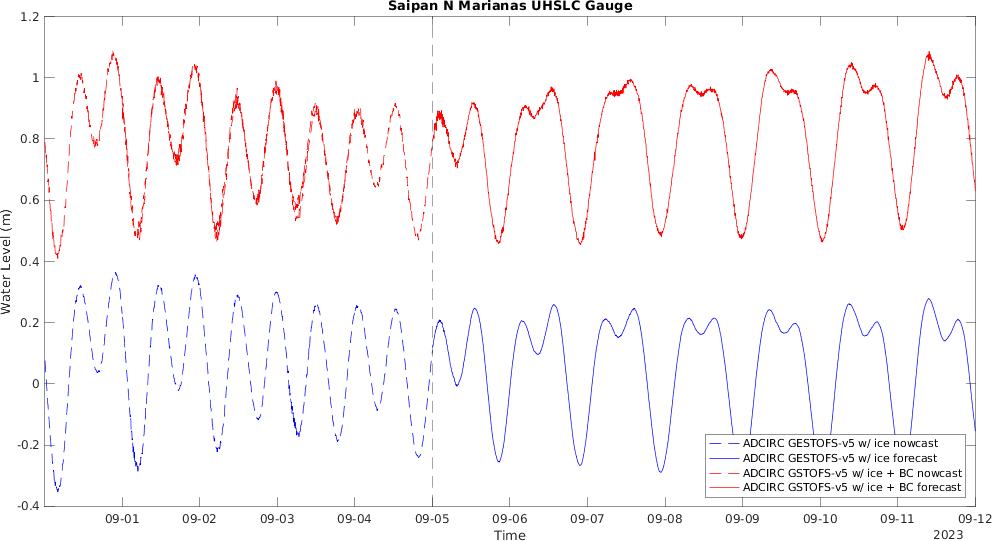 Saipan N Marianas UHSLC Gauge
1.2
1
0.8
0.6
0.4
0.2
0
-0.2
-0.4
Water Level (m)
ADCIRC GESTOFS-v5 w/ ice nowcast
ADCIRC GESTOFS-v5 w/ ice forecast
ADCIRC GSTOFS-v5 w/ ice + BC nowcast
ADCIRC GSTOFS-v5 w/ ice + BC forecast
09-01 09-02 09-03 09-04 09-05 09-06 09-07 09-08 09-09 09-10 09-11 09-12
Time
2023